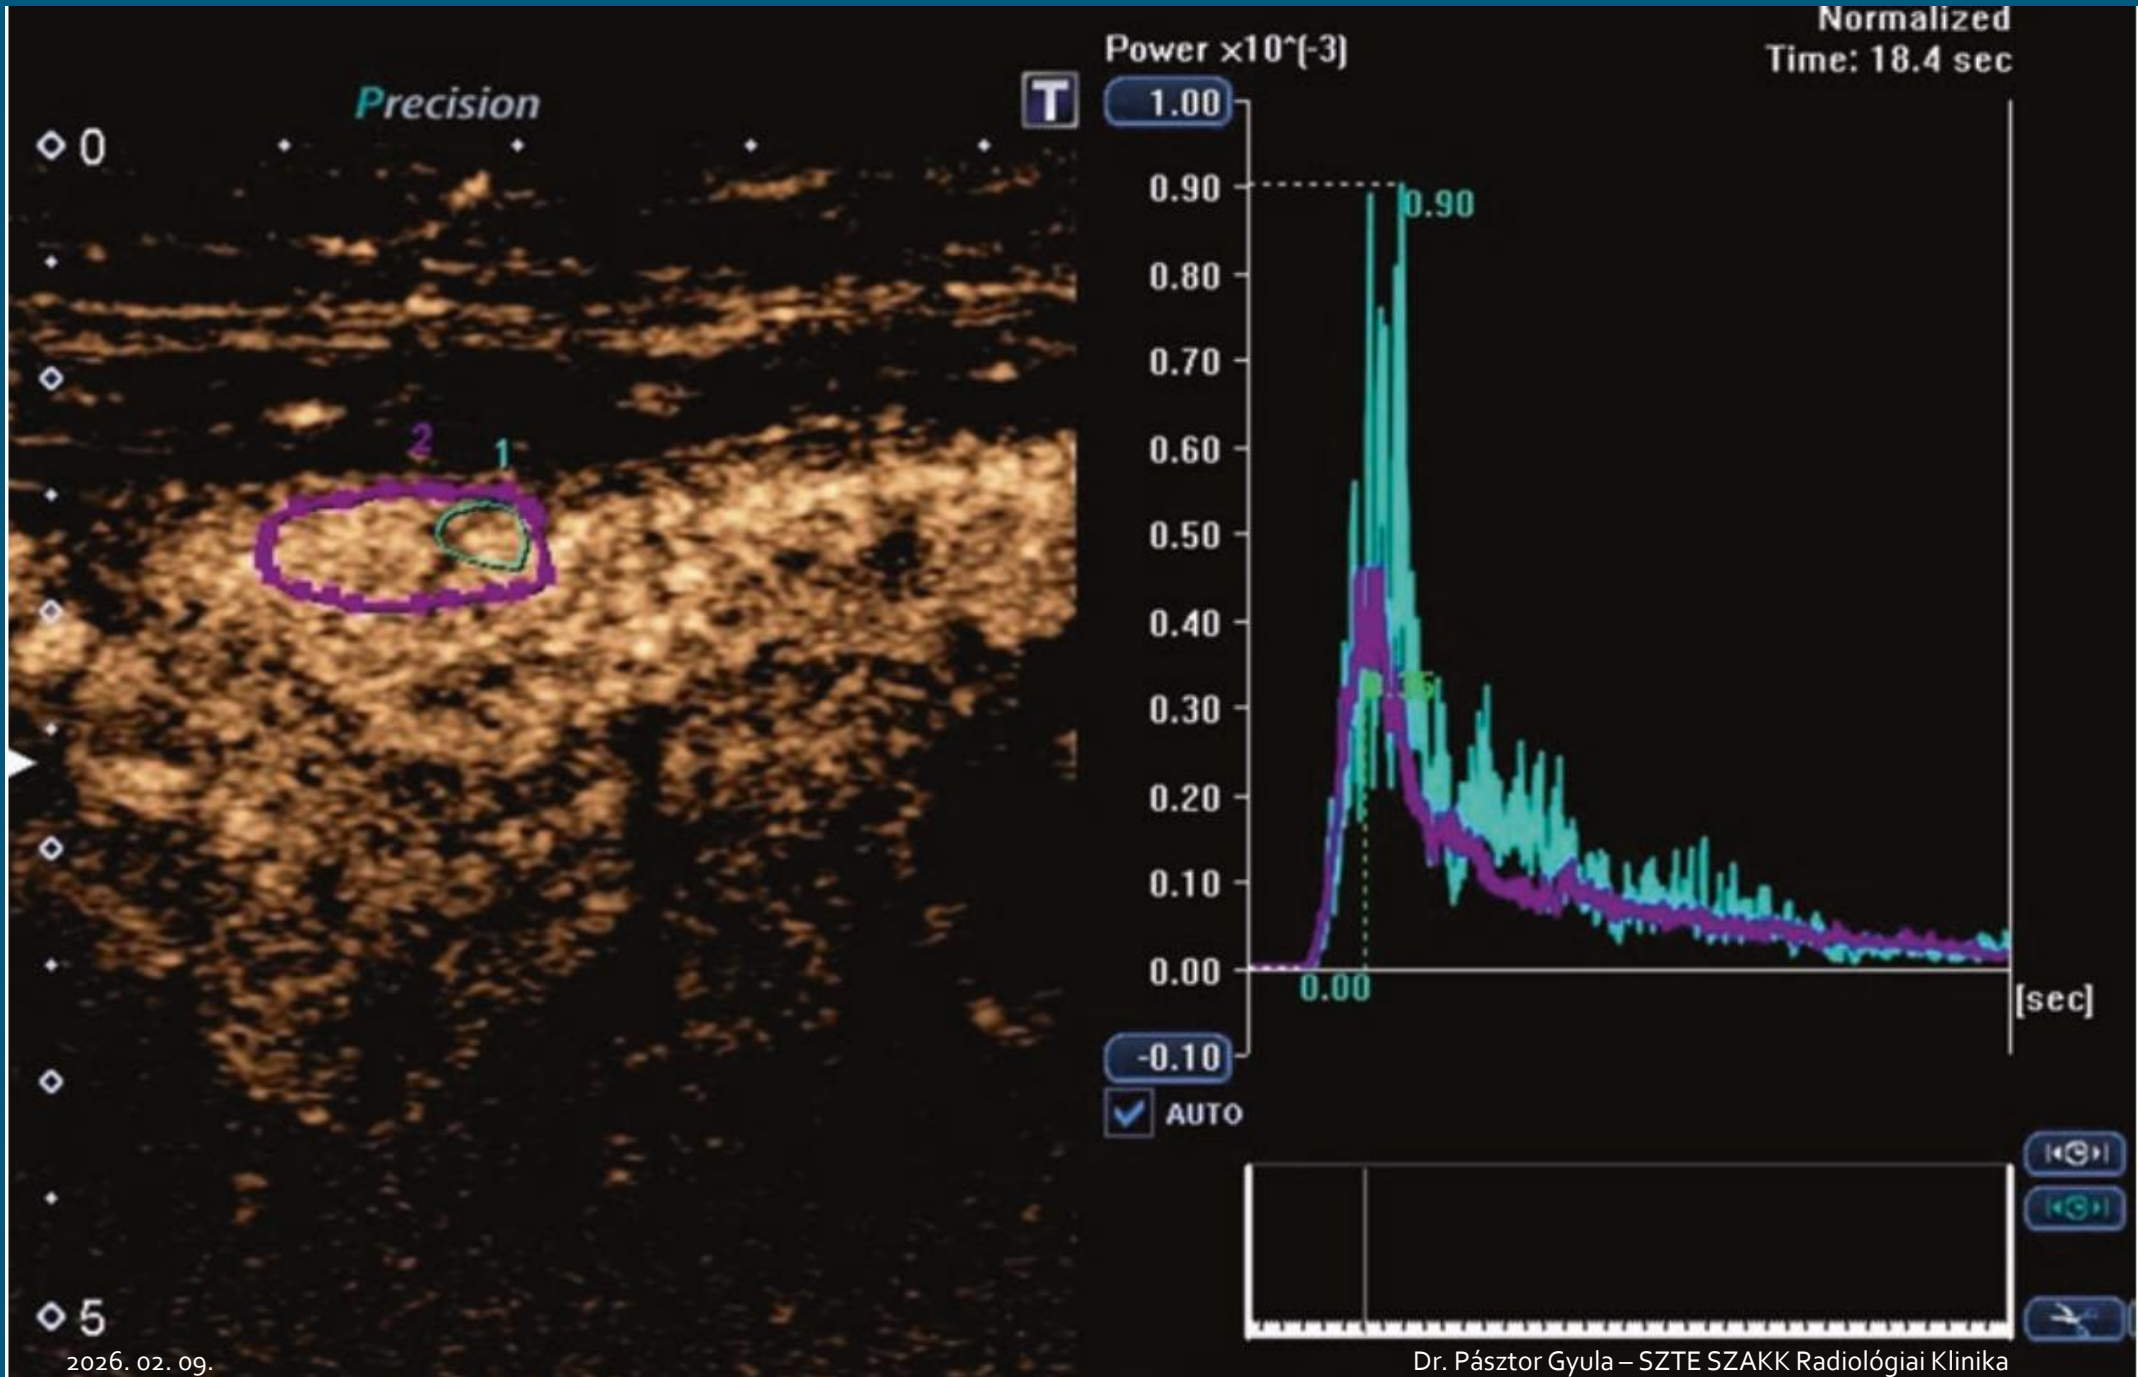 Precision
T
0
2
1
5
Power ×10^(-3)
Normalized
Time: 18.4 sec
1.00
0.90
0.90
0.80
0.70
0.60
0.50
0.40
0.30
0.20
0.10
0.00
0.00
[sec]
-0.10
AUTO
2026. 02. 09.
Dr. Pásztor Gyula – SZTE SZAKK Radiológiai Klinika